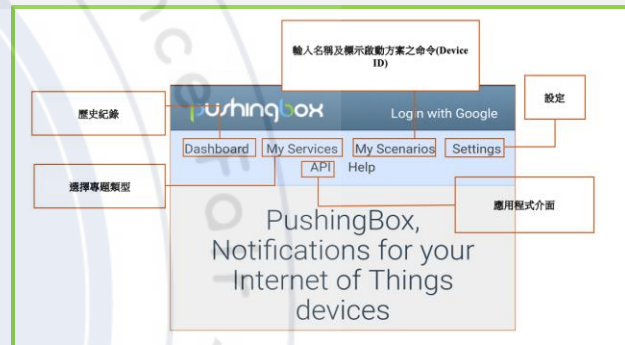 輸入名稱及標示啟動方案之命令(Device
ID)
設定
歷史紀錄
pushingbox
Login with Google
Dashboard My Services My Scenarios Settings
API Help
選擇專題類型
應用程式介面
PushingBox,
Notifications for your
Internet of Things
devices